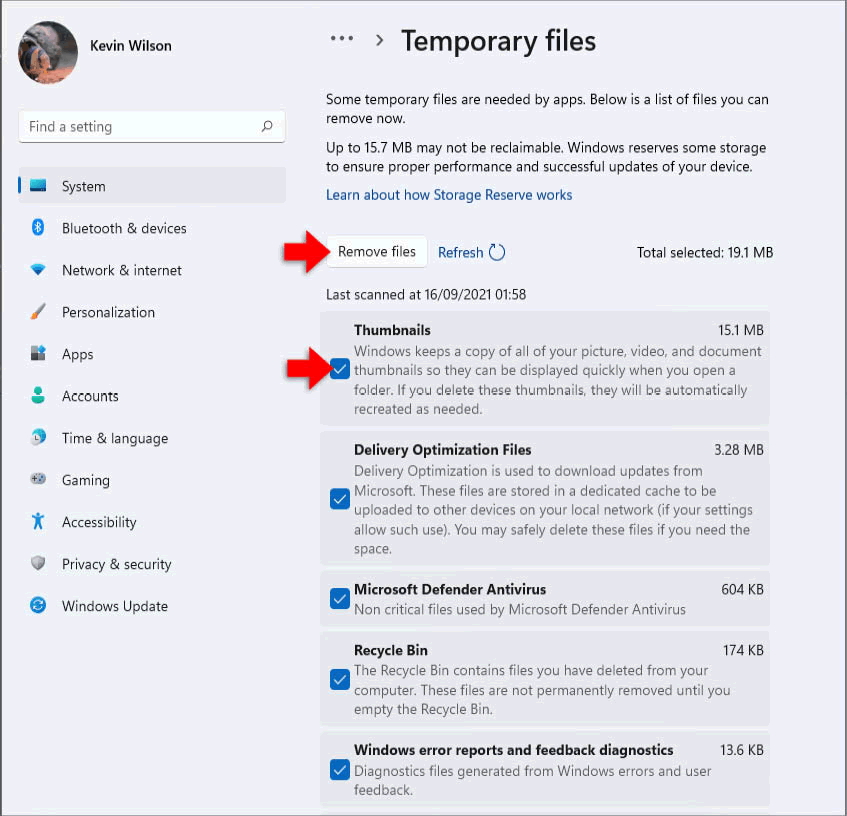 Kevin Wilson
Find a setting
System
Bluetooth & devices
Network & internet
Personalization
Apps
Accounts
Time & language
Gaming
Accessibility
Privacy & security
Windows Update
... > Temporary files
Some temporary files are needed by apps. Below is a list of files you can
remove now.
Up to 15.7 MB may not be reclaimable. Windows reserves some storage
to ensure proper performance and successful updates of your device.
Learn about how Storage Reserve works
Remove files Refresh Total selected: 19.1 MB
Last scanned at 16/09/2021 01:58
Thumbnails 15.1 MB
Windows keeps a copy of all of your picture, video, and document
thumbnails so they can be displayed quickly when you open a
folder. If you delete these thumbnails, they will be automatically
recreated as needed.
Delivery Optimization Files 3.28 MB
Delivery Optimization is used to download updates from
Microsoft. These files are stored in a dedicated cache to be
uploaded to other devices on your local network (if your settings
allow such use). You may safely delete these files if you need the
space.
Microsoft Defender Antivirus 604 KB
Non critical files used by Microsoft Defender Antivirus
Recycle Bin 174 KB
The Recycle Bin contains files you have deleted from your
computer. These files are not permanently removed until you
empty the Recycle Bin.
Windows error reports and feedback diagnostics 13.6 KB
Diagnostics files generated from Windows errors and user
feedback.